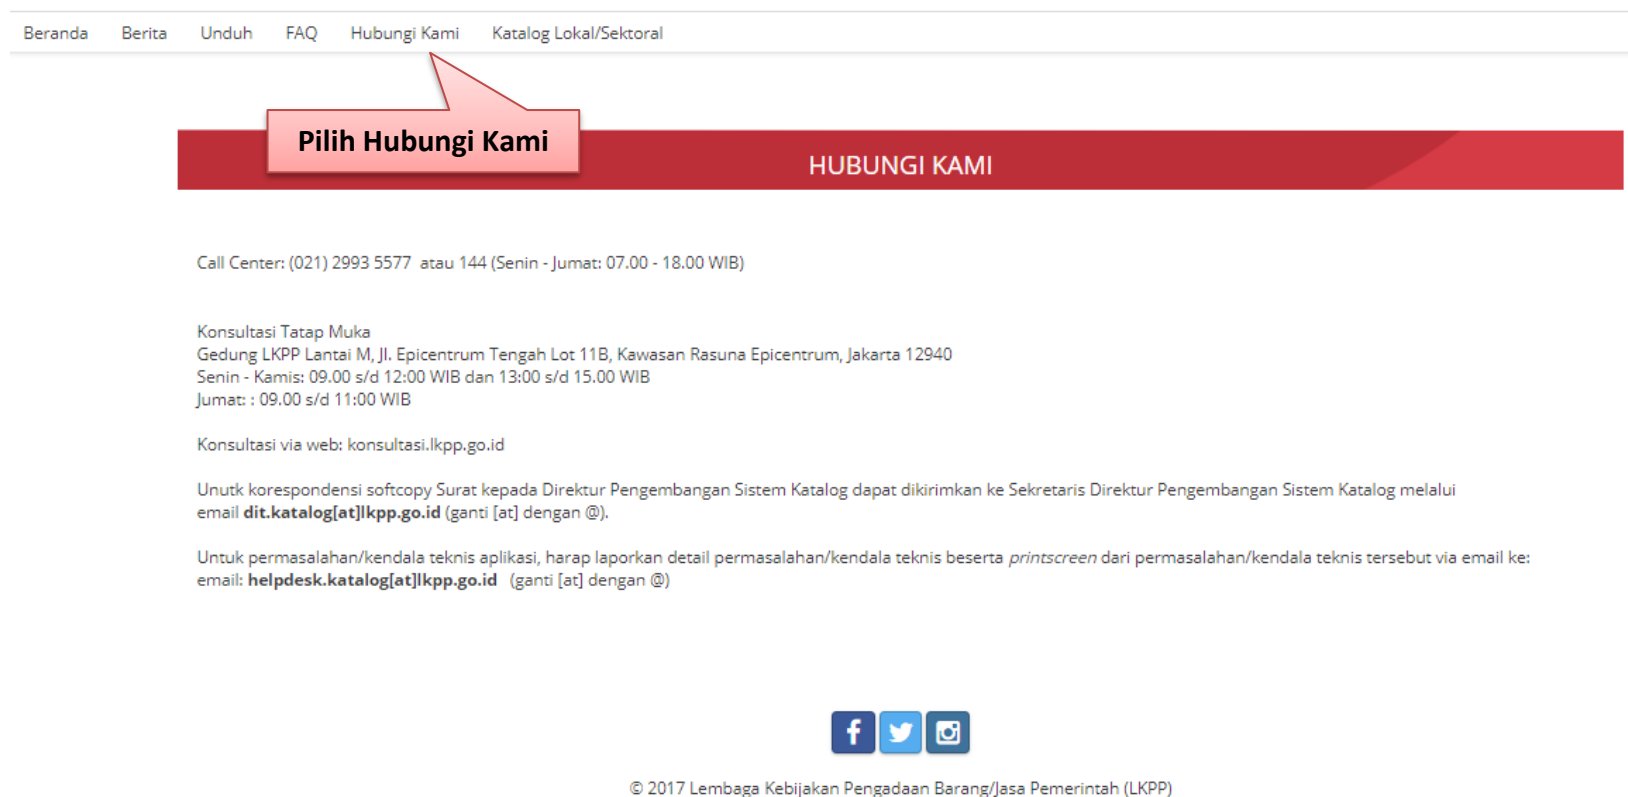 Beranda Berita Unduh FAQ Hubungi Kami Katalog Lokal/Sektoral
Pilih Hubungi Kami
HUBUNGI KAMI
Call Center: (021) 2993 5577 atau 144 (Senin - Jumat: 07.00 - 18.00 WIB)
Konsultasi Tatap Muka
Gedung LKPP Lantai M, Jl. Epicentrum Tengah Lot 11B, Kawasan Rasuna Epicentrum, Jakarta 12940
Senin - Kamis: 09.00 s/d 12:00 WIB dan 13:00 s/d 15.00 WIB
Jumat: : 09.00 s/d 11:00 WIB
Konsultasi via web: konsultasi.lkpp.go.id
Unutk korespondensi softcopy Surat kepada Direktur Pengembangan Sistem Katalog dapat dikirimkan ke Sekretaris Direktur Pengembangan Sistem Katalog melalui
email dit.katalog[at]lkpp.go.id (ganti [at] dengan @).
Untuk permasalahan/kendala teknis aplikasi, harap laporkan detail permasalahan/kendala teknis beserta printscreen dari permasalahan/kendala teknis tersebut via email ke:
email: helpdesk.katalog[at]lkpp.go.id (ganti [at] dengan @)
© 2017 Lembaga Kebijakan Pengadaan Barang/Jasa Pemerintah (LKPP)